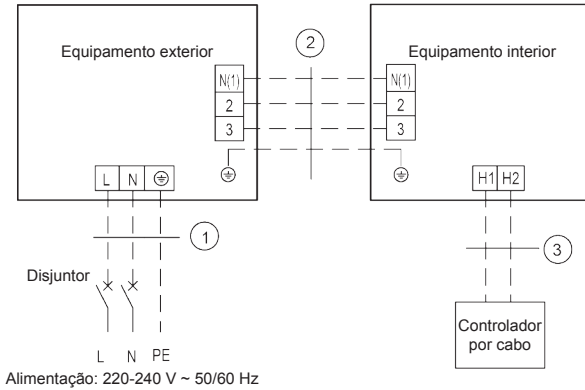 Equipamento exterior
2
Equipamento interior
N(1)
2
3
N(1)
2
3
L N
H1 H2
1
3
Disjuntor
Controlador
por cabo
L N PE
Alimentação: 220-240 V ~ 50/60 Hz